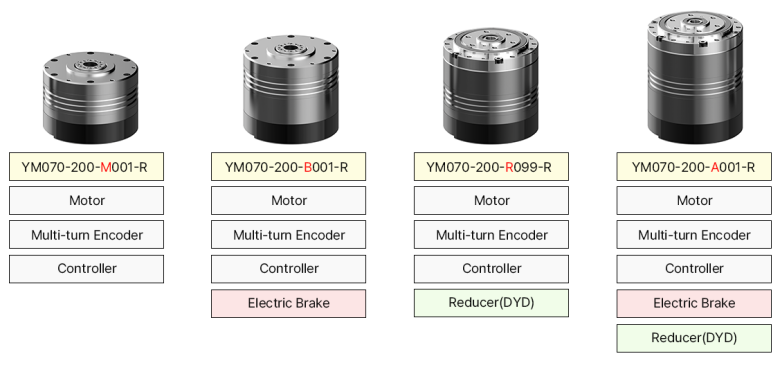 YM070-200-M001-R
Motor
Multi-turn Encoder
Controller
YM070-200-B001-R
Motor
Multi-turn Encoder
Controller
Electric Brake
YM070-200-R099-R
Motor
Multi-turn Encoder
Controller
Reducer(DYD)
YM070-200-A001-R
Motor
Multi-turn Encoder
Controller
Electric Brake
Reducer(DYD)